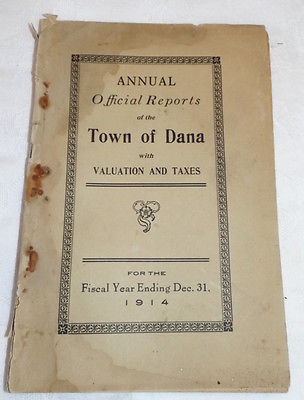 ANNUAL
Official Reports
of the
Town of Dana
with
VALUATION AND TAXES
FOR THE
Fiscal Year Ending Dec. 31,
1914